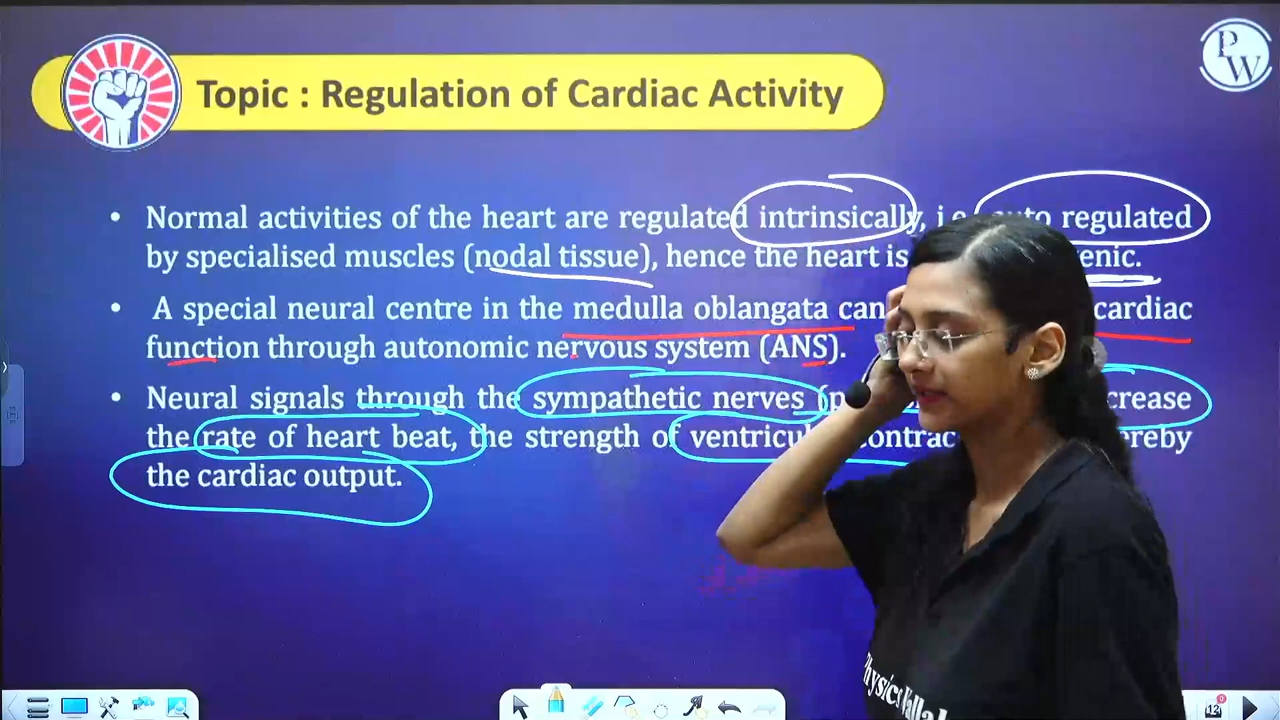 PW
Topic : Regulation of Cardiac Activity
• Normal activities of the heart are regulated intrinsically, i.e. auto regulated
by specialised muscles (nodal tissue), hence the heart is
• A special neural centre in the medulla oblangata can cardiac
function through autonomic nervous system (ANS).
• Neural signals through the sympathetic nerves
the rate of heart beat, the strength of
the cardiac output.